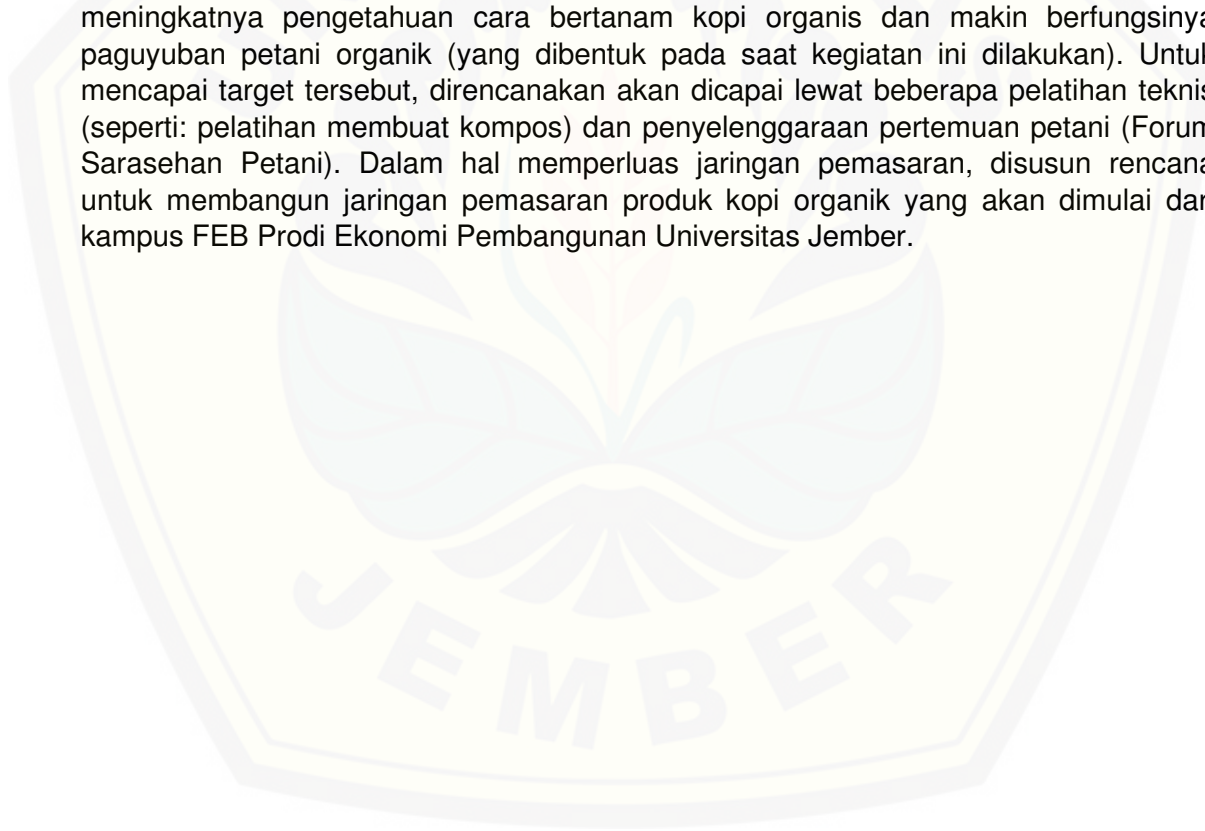 meningkatnya pengetahuan cara bertanam kopi organis dan makin berfungsinya
paguyuban petani organik (yang dibentuk pada saat kegiatan ini dilakukan). Untuk
mencapai target tersebut, direncanakan akan dicapai lewat beberapa pelatihan teknis
(seperti: pelatihan membuat kompos) dan penyelenggaraan pertemuan petani (Forum
Sarasehan Petani). Dalam hal memperluas jaringan pemasaran, disusun rencana
untuk membangun jaringan pemasaran produk kopi organik yang akan dimulai dari
kampus FEB Prodi Ekonomi Pembangunan Universitas Jember.
JEMBER